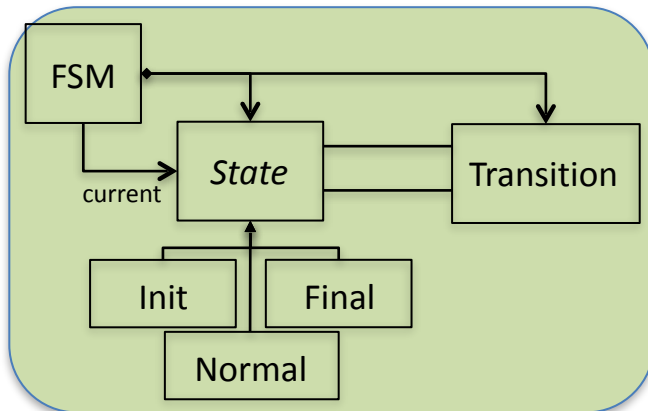 FSM
State
Transition
current
Init
Final
Normal